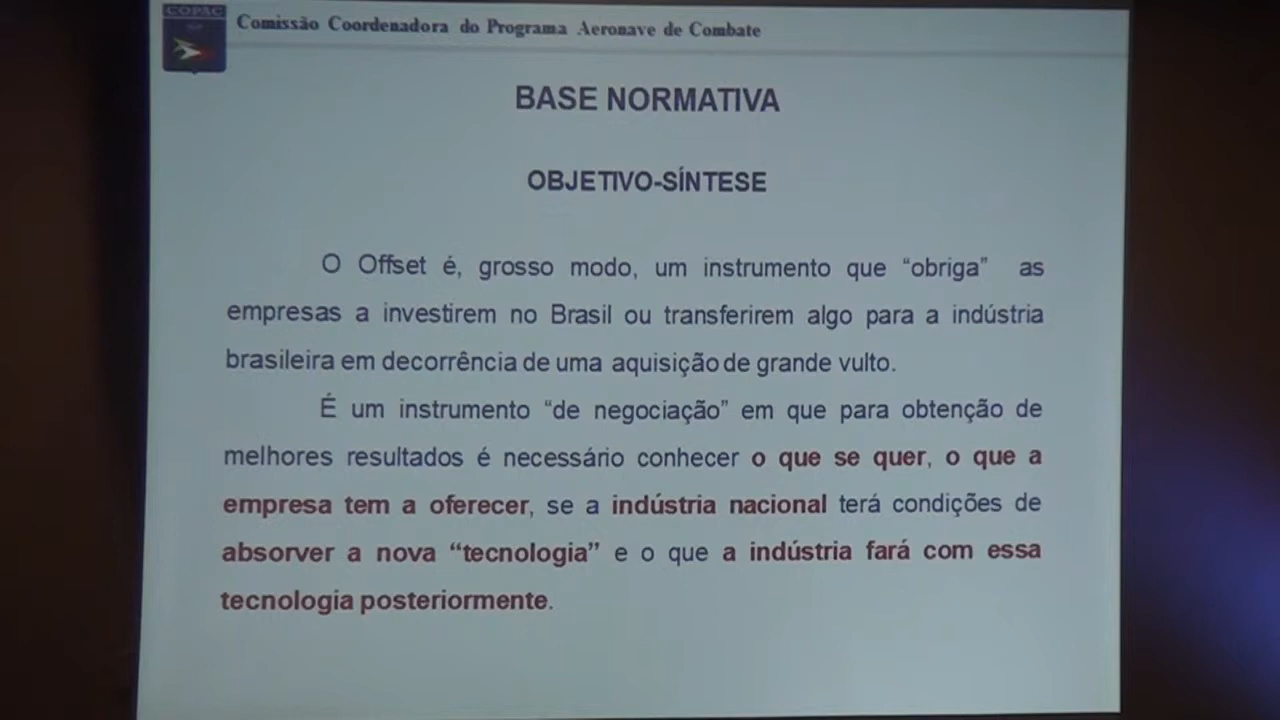 COPAC
Comissão Coordenadora do Programa Aeronave de Combate
BASE NORMATIVA
OBJETIVO-SÍNTESE
O Offset é, grosso modo, um instrumento que “obriga” as
empresas a investirem no Brasil ou transferirem algo para a indústria
brasileira em decorrência de uma aquisição de grande vulto.
É um instrumento “de negociação” em que para obtenção de
melhores resultados é necessário conhecer o que se quer, o que a
empresa tem a oferecer, se a indústria nacional terá condições de
absorver a nova “tecnologia” e o que a indústria fará com essa
tecnologia posteriormente.